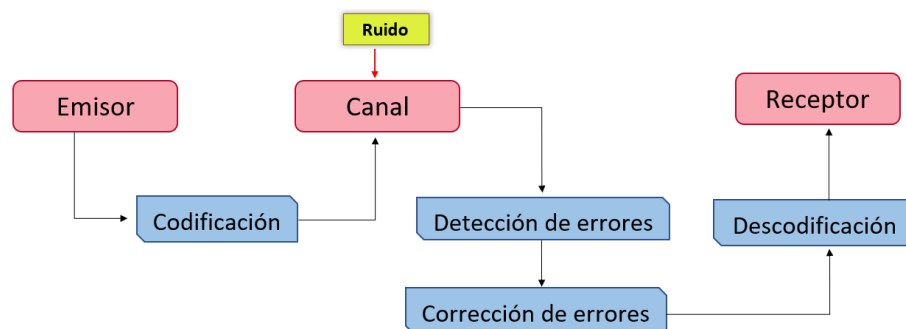 Ruido
Emisor
Canal
Receptor
Codificación
Detección de errores
Descodificación
Corrección de errores